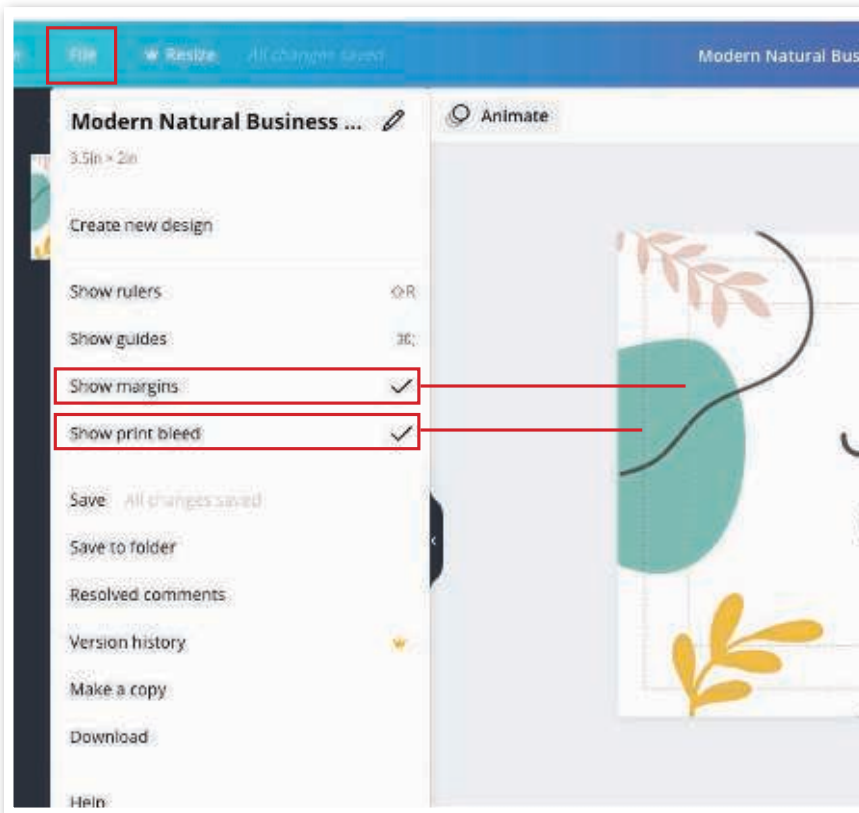 File Resize All changes saved Modern Natural Bus
Modern Natural Business ... Animate
3.5in × 2in
Create new design
Show rulers ⇧R
Show guides ⌘;
Show margins
Show print bleed
Save All changes saved
Save to folder
Resolved comments
Version history
Make a copy
Download
Help